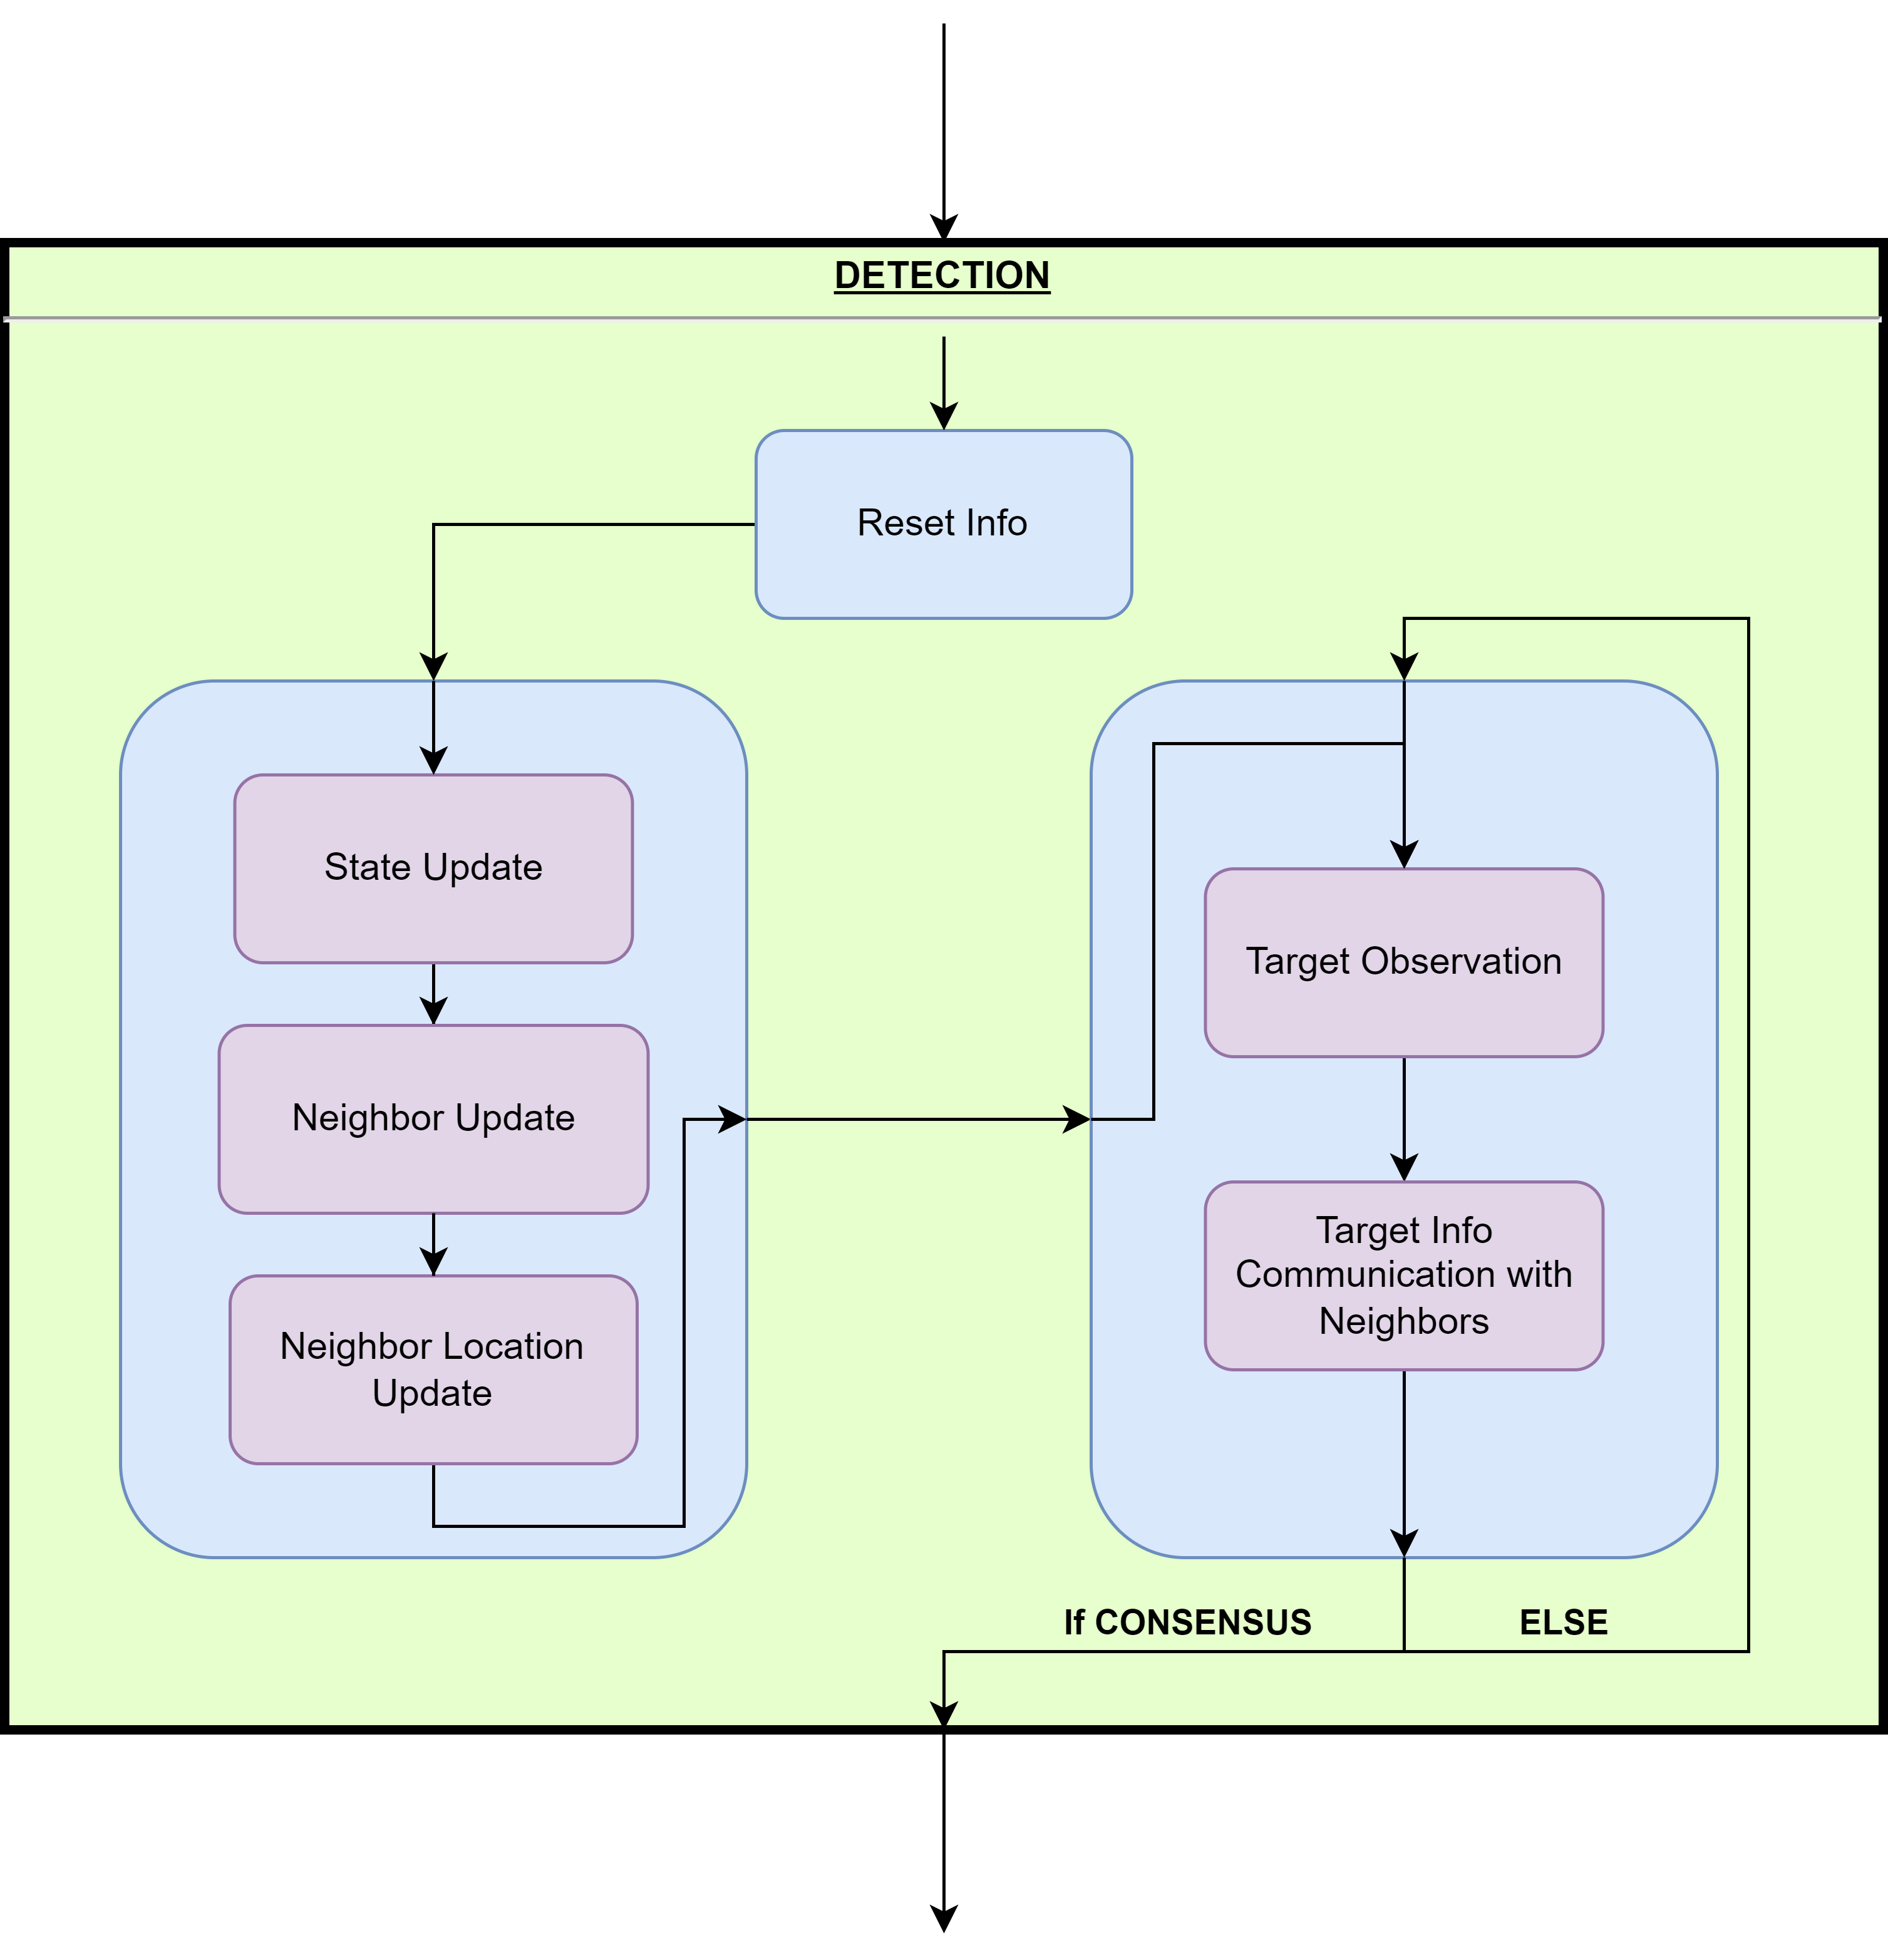 DETECTION
Reset Info
State Update
Neighbor Update
Neighbor Location
Update
Target Observation
Target Info
Communication with
Neighbors
If CONSENSUS
ELSE